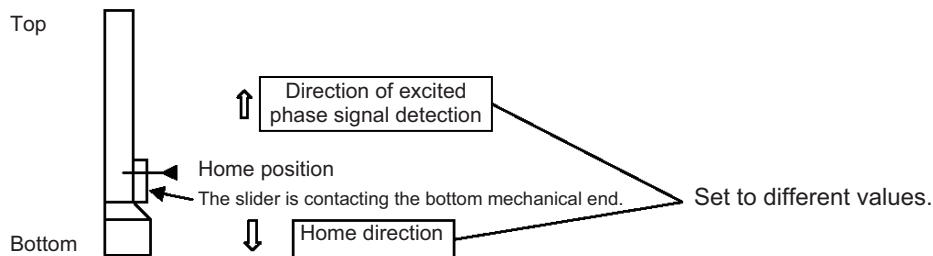 Top
Direction of excited
phase signal detection
Home position
The slider is contacting the bottom mechanical end.
Set to different values.
Home direction
Bottom